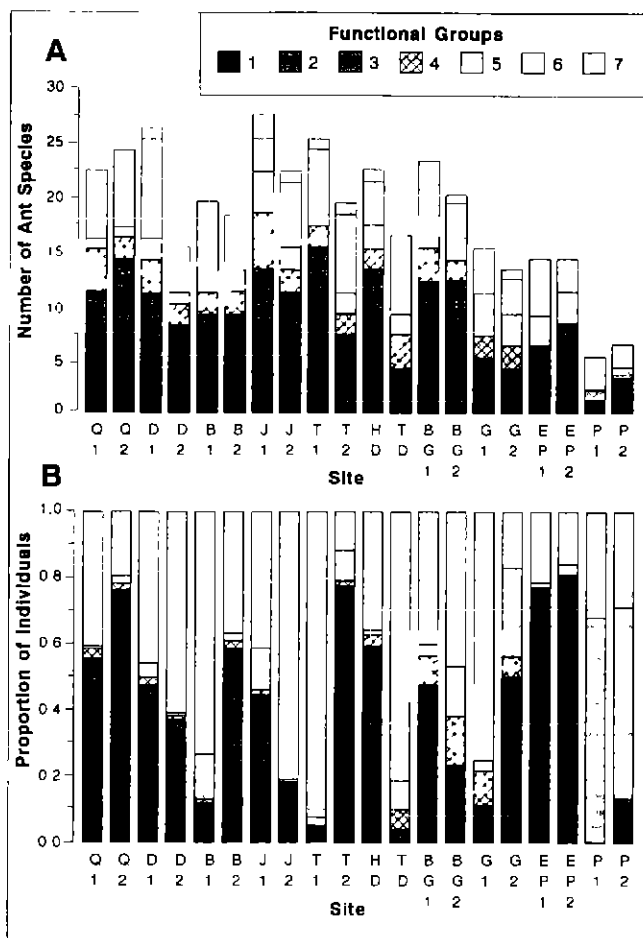 A
Functional Groups
1 2 3 4 5 6 7
Number of Ant Species
30
25
20
15
10
5
0
Q 1 Q 2 D 1 D 2 B 1 B 2 J 1 J 2 T 1 T 2 H D T D B G 1 B G 2 G 1 G 2 E P 1 E P 2 P 1 P 2
Site
B
Proportion of Individuals
1.0
0.8
0.6
0.4
0.2
0.0
Q 1 Q 2 D 1 D 2 B 1 B 2 J 1 J 2 T 1 T 2 H D T D B G 1 B G 2 G 1 G 2 E P 1 E P 2 P 1 P 2
Site